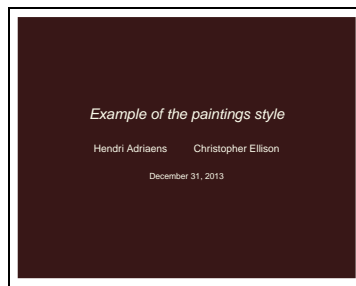 Example of the paintings style
Hendri Adriaens Christopher Ellison
December 31, 2013